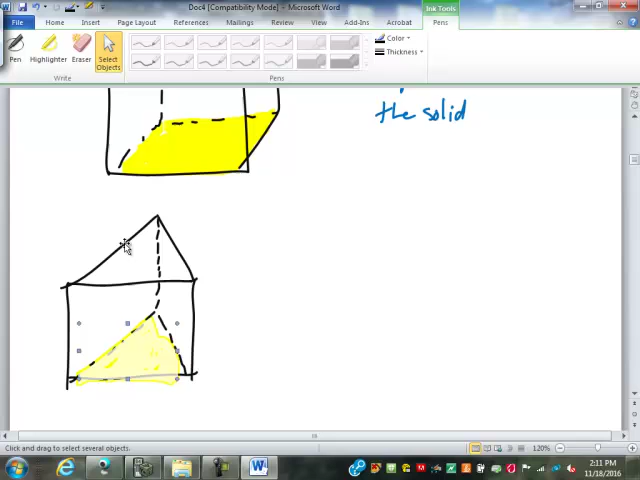 Doc4 [Compatibility Mode] - Microsoft Word
Ink Tools
File
Home
Insert
Page Layout
References
Mailings
Review
View
Add-Ins
Acrobat
Pens
Pen
Highlighter
Eraser
Select
Objects
Color
Thickness
Write
Pens
the solid
Click and drag to select several objects.
120%
2:11 PM
11/18/2016